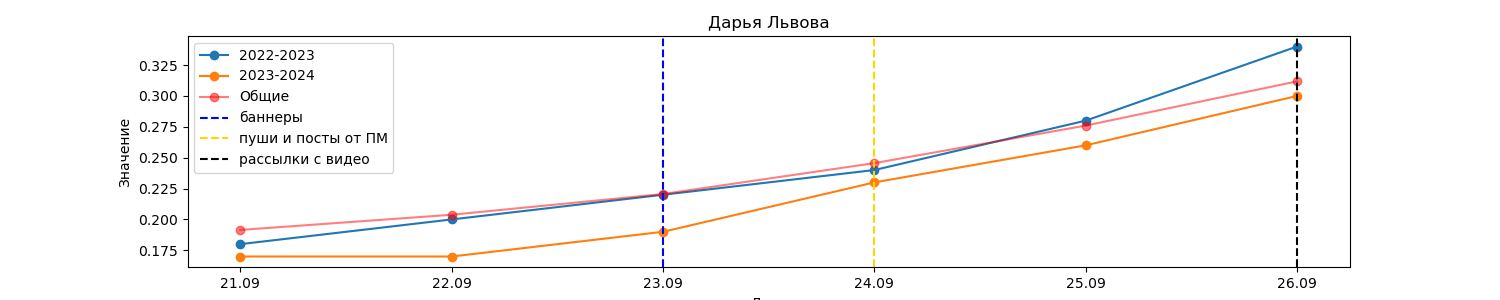 Дарья Львова
2022-2023
2023-2024
Общие
баннеры
пуши и посты от ПМ
рассылки с видео
Значение
0.325
0.300
0.275
0.250
0.225
0.200
0.175
21.09 22.09 23.09 24.09 25.09 26.09